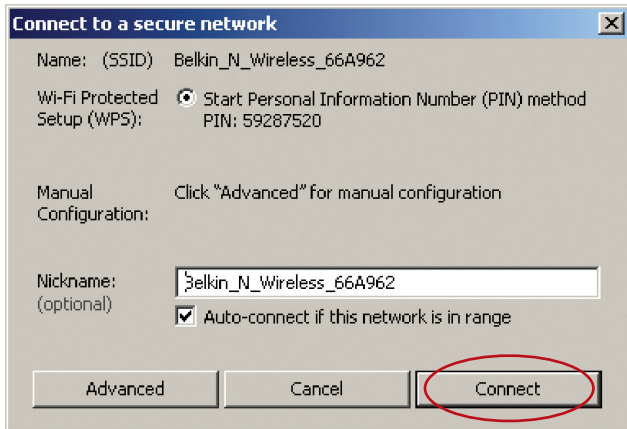 Connect to a secure network
Name: (SSID) Belkin_N_Wireless_66A962
Wi-Fi Protected Setup (WPS):
Start Personal Information Number (PIN) method
PIN: 59287520
Manual Configuration:
Click "Advanced" for manual configuration
Nickname:
(optional)
Belkin_N_Wireless_66A962
Auto-connect if this network is in range
Advanced
Cancel
Connect